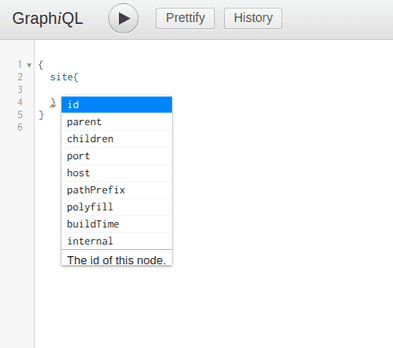 GraphiQL
Prettify
History
1 {
2 site{
3
4 }
5 }
6
id
parent
children
port
host
pathPrefix
polyfill
buildTime
internal
The id of this node.